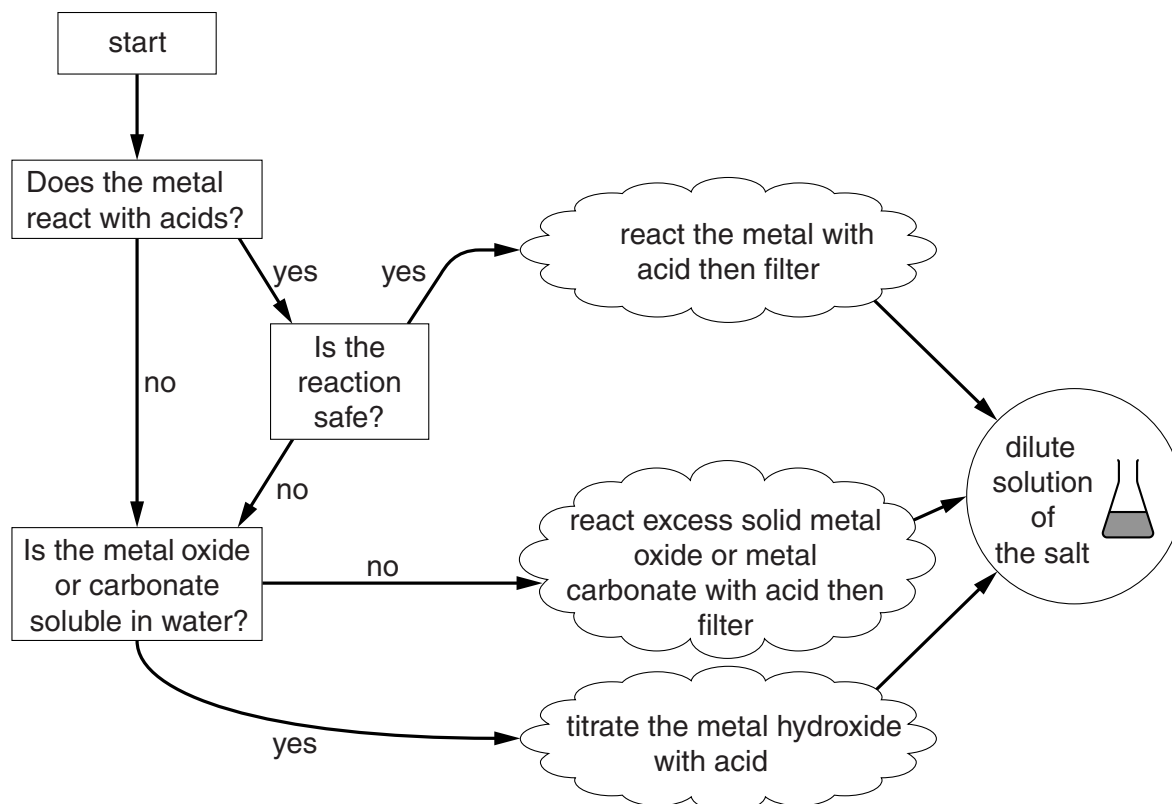 start
Does the metal
react with acids?
yes
yes
react the metal with
acid then filter
Is the
reaction
safe?
no
no
dilute
solution
of
the salt
Is the metal oxide
or carbonate
soluble in water?
no
react excess solid metal
oxide or metal
carbonate with acid then
filter
yes
titrate the metal hydroxide
with acid